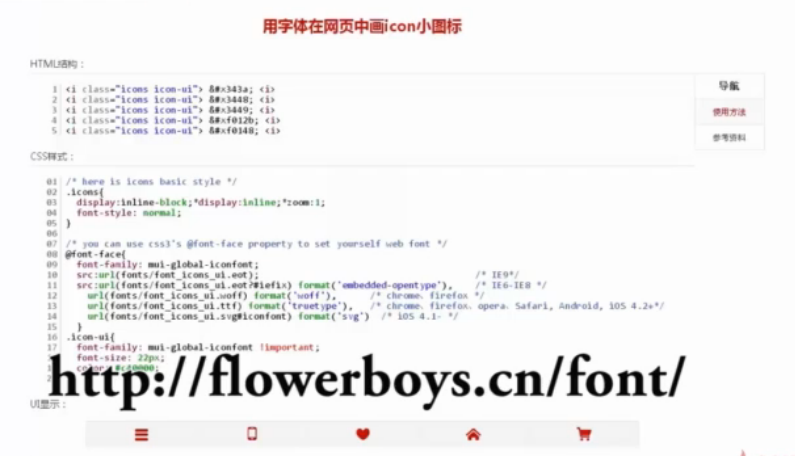 用字体在网页中画icon小图标
HTML结构：
1 <i class="icons icon-ui"> &#x343a; <i>
2 <i class="icons icon-ui"> &#x3448; <i>
3 <i class="icons icon-ui"> &#x3449; <i>
4 <i class="icons icon-ui"> &#xf012b; <i>
5 <i class="icons icon-ui"> &#xf0148; <i>
导航
使用方法
参考资料
CSS样式：
01 /* here is icons basic style */
02 .icons{
03 display:inline-block;*display:inline;*zoom:1;
04 font-style: normal;
05 }
06
07 /* you can use css3's @font-face property to set yourself web font */
08 @font-face{
09 font-family: mui-global-iconfont;
10 src:url(fonts/font_icons_ui.eot); /* IE9*/
11 src:url(fonts/font_icons_ui.eot?#iefix) format('embedded-opentype'), /* IE6-IE8 */
12 url(fonts/font_icons_ui.woff) format('woff'), /* chrome、firefox */
13 url(fonts/font_icons_ui.ttf) format('truetype'), /* chrome、firefox、opera、Safari, Android, iOS 4.2+*/
14 url(fonts/font_icons_ui.svg#iconfont) format('svg') /* iOS 4.1- */
15 }
16 .icon-ui{
17 font-family: mui-global-iconfont !important;
font-size: 22px;
http://flowerboys.cn/font/
UI显示：